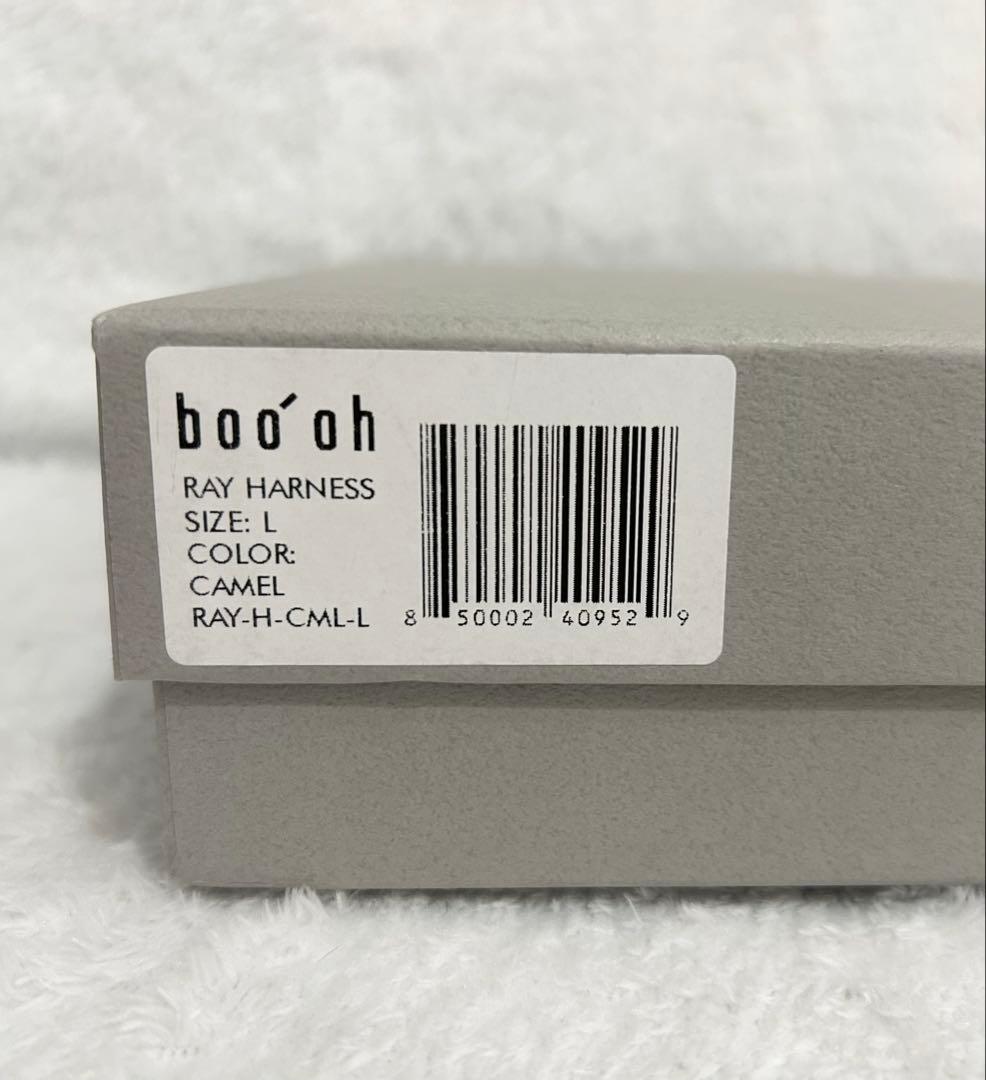 boo´oh
RAY HARNESS
SIZE: L
COLOR:
CAMEL
RAY-H-CML-L
8 50002 40952 9